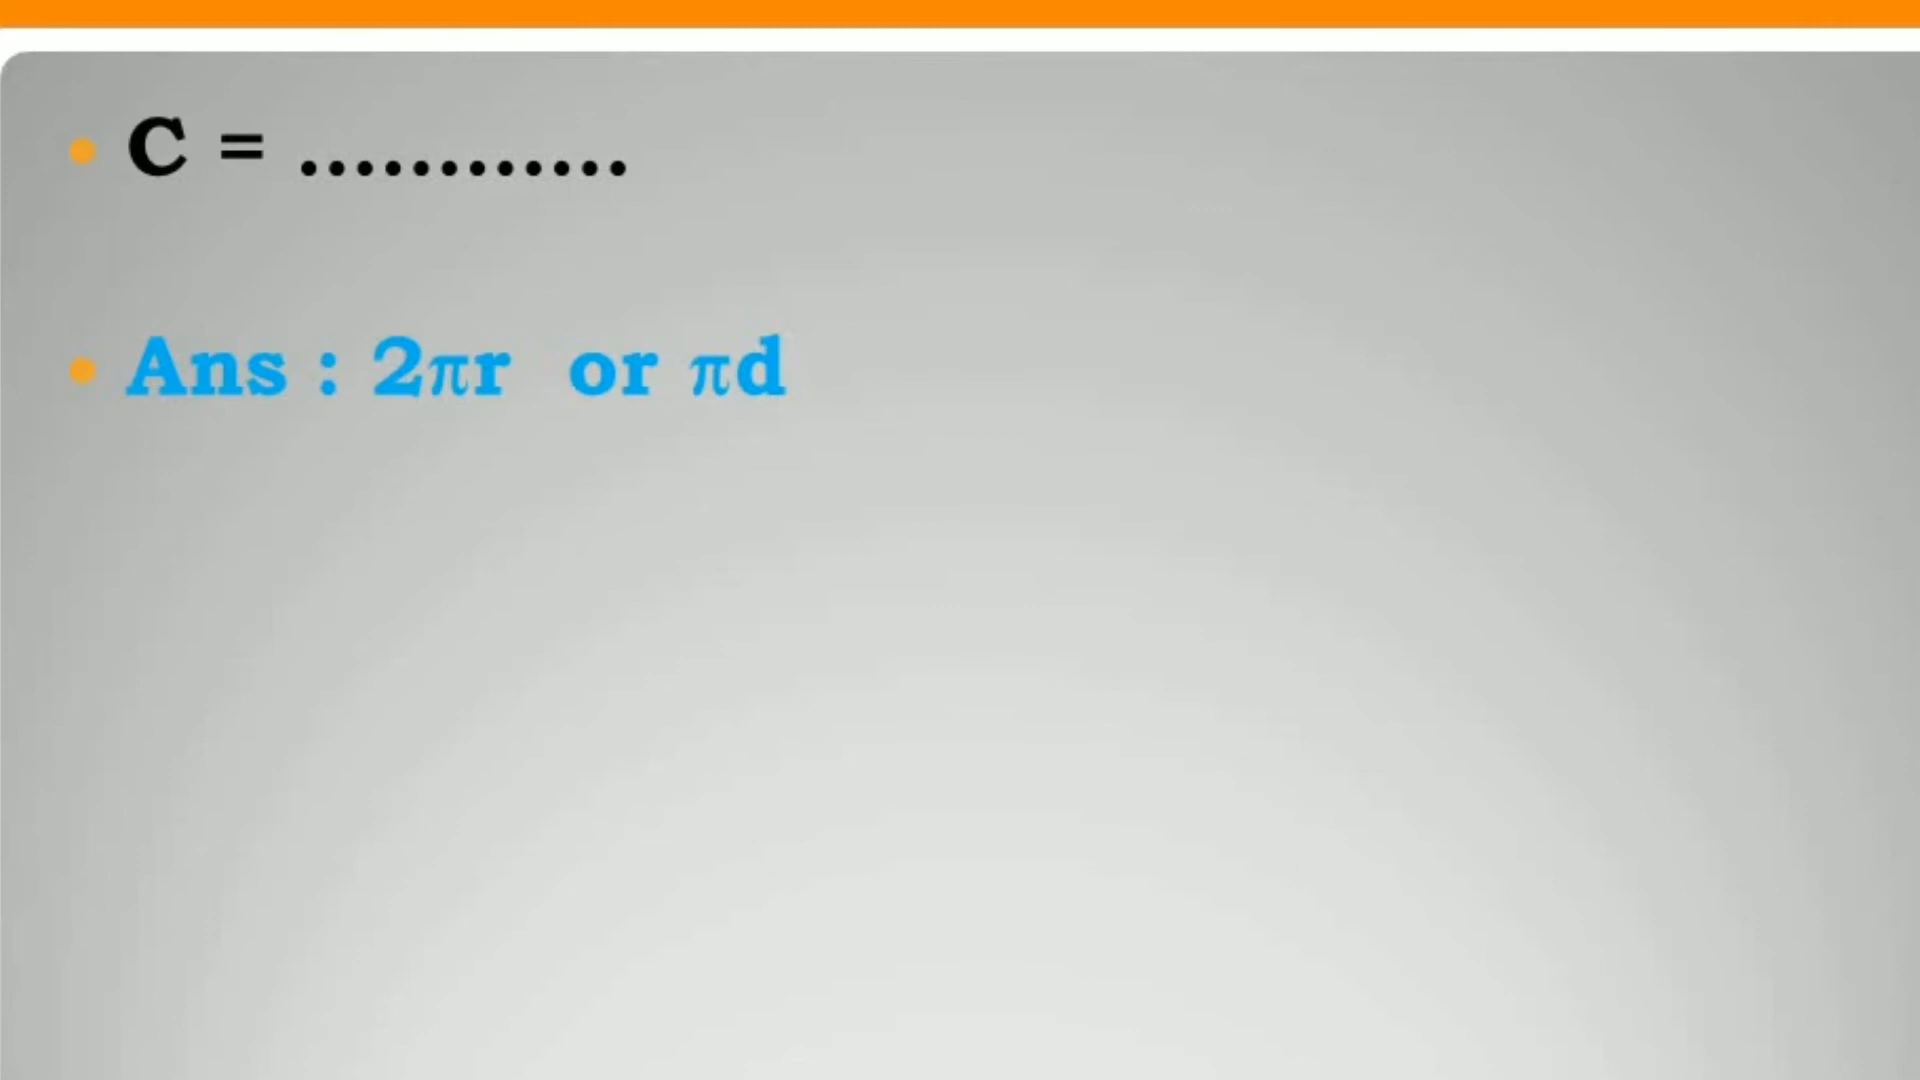 • C = ............
• Ans : 2πr or πd